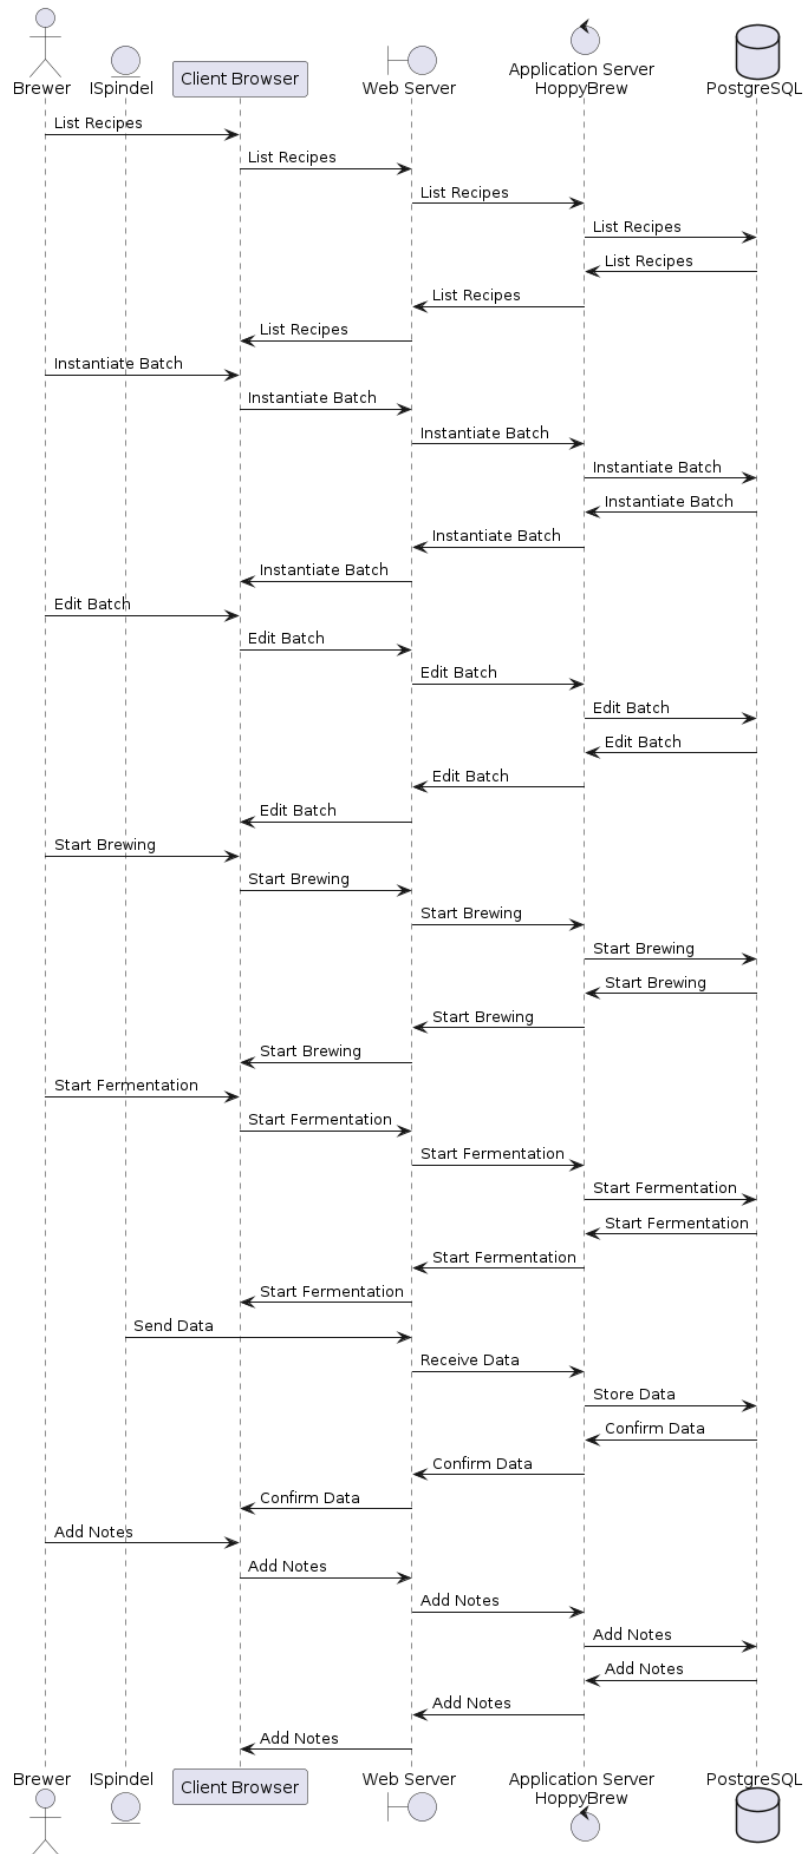 Brewer
ISpindel
Client Browser
Web Server
Application Server
HoppyBrew
PostgreSQL
List Recipes
List Recipes
List Recipes
List Recipes
List Recipes
List Recipes
List Recipes
Instantiate Batch
Instantiate Batch
Instantiate Batch
Instantiate Batch
Instantiate Batch
Instantiate Batch
Instantiate Batch
Edit Batch
Edit Batch
Edit Batch
Edit Batch
Edit Batch
Edit Batch
Edit Batch
Start Brewing
Start Brewing
Start Brewing
Start Brewing
Start Brewing
Start Brewing
Start Brewing
Start Fermentation
Start Fermentation
Start Fermentation
Start Fermentation
Start Fermentation
Start Fermentation
Start Fermentation
Send Data
Receive Data
Store Data
Confirm Data
Confirm Data
Confirm Data
Add Notes
Add Notes
Add Notes
Add Notes
Add Notes
Add Notes
Add Notes
Brewer
ISpindel
Client Browser
Web Server
Application Server
HoppyBrew
PostgreSQL